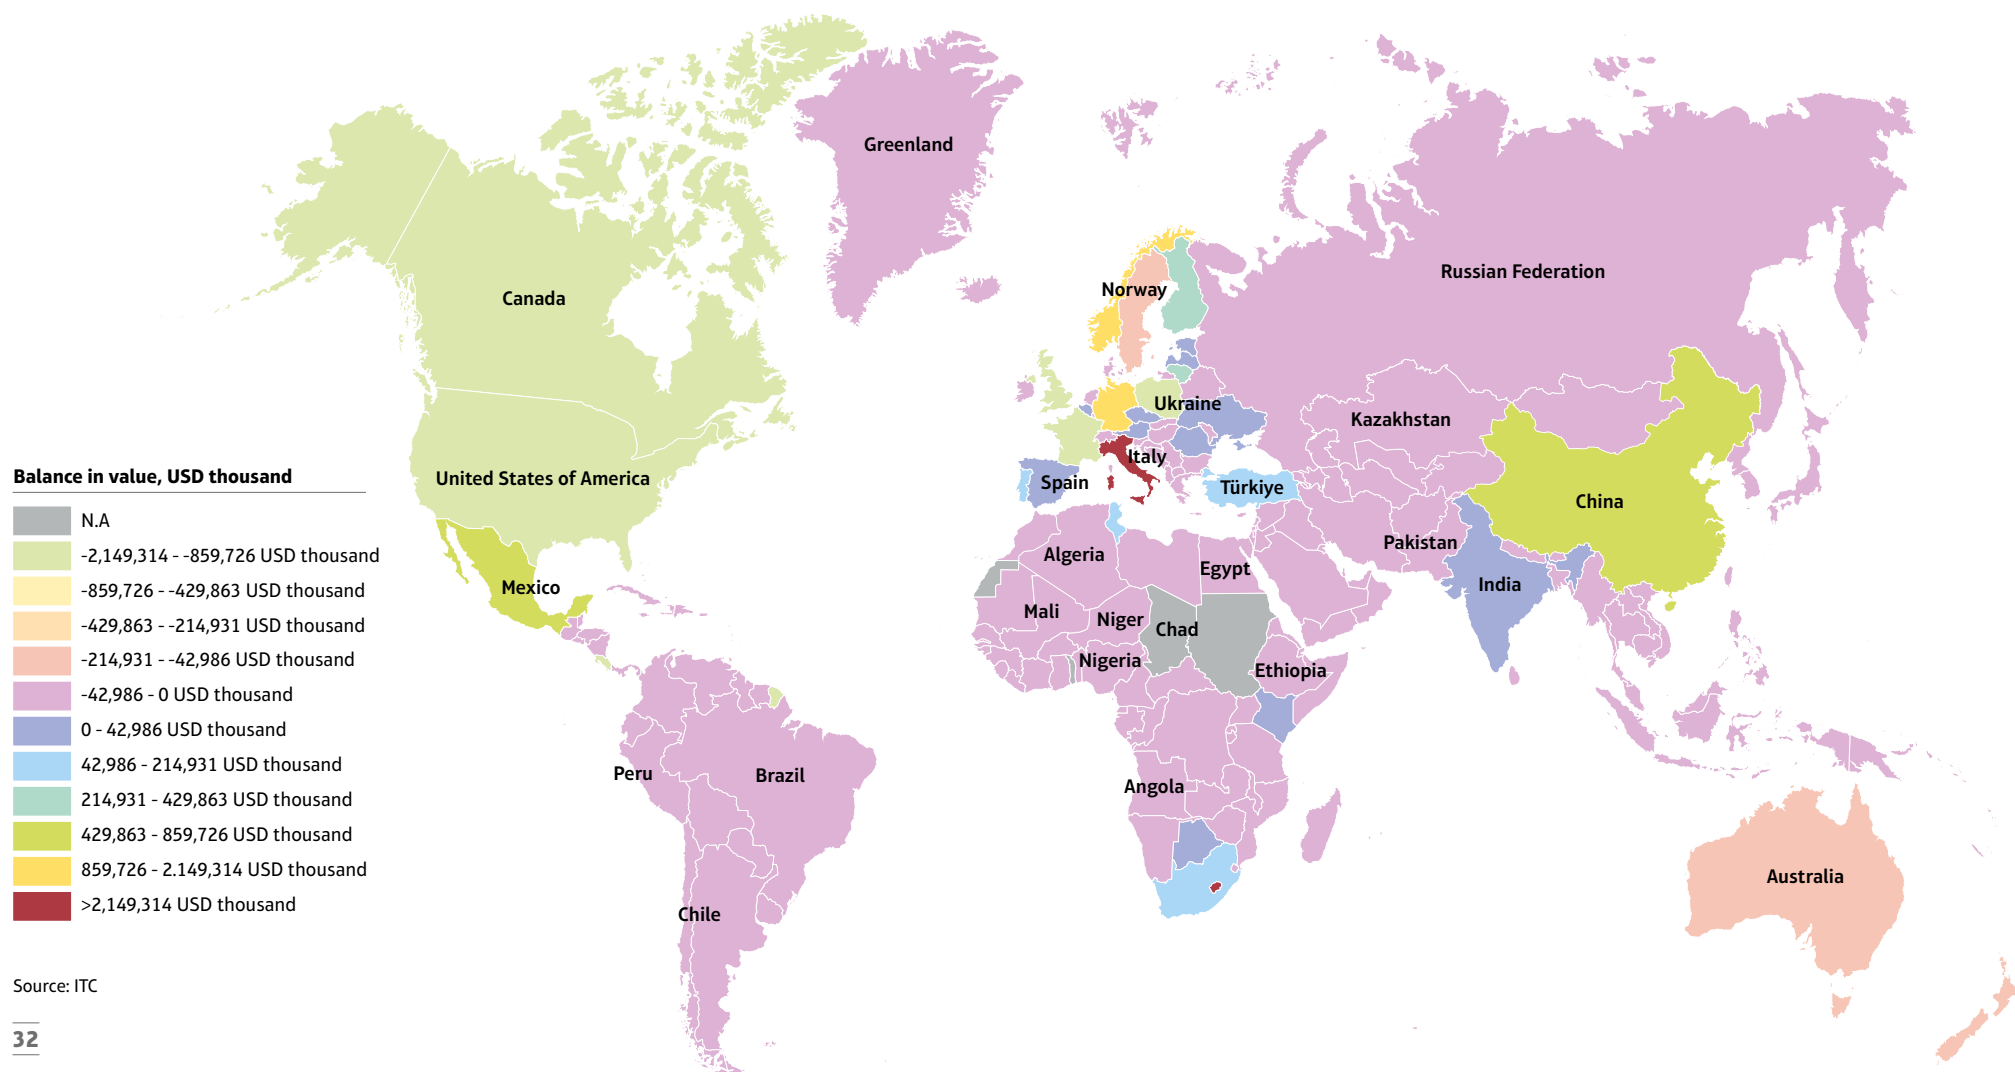 Greenland
Russian Federation
Norway
Canada
Ukraine
Kazakhstan
Italy
Balance in value, USD thousand
United States of America
Spain
Türkiye
China
N.A
Pakistan
-2,149,314 - -859,726 USD thousand
Algeria
Egypt
India
-859,726 - -429,863 USD thousand
Mexico
Mali
Niger
Chad
-429,863 - -214,931 USD thousand
Nigeria
Ethiopia
-214,931 - -42,986 USD thousand
-42,986 - 0 USD thousand
0 - 42,986 USD thousand
42,986 - 214,931 USD thousand
Peru
Brazil
Angola
214,931 - 429,863 USD thousand
429,863 - 859,726 USD thousand
859,726 - 2.149,314 USD thousand
Australia
>2,149,314 USD thousand
Chile
Source: ITC
32